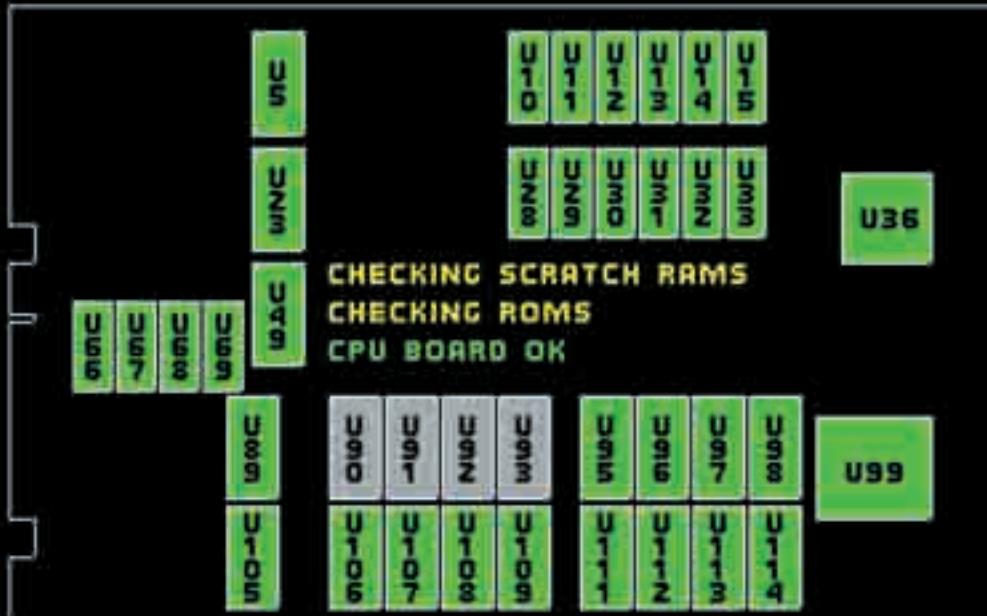 U5
U10 U11 U12 U13 U14 U15
U23
U28 U29 U30 U31 U32 U33
U36
U49
CHECKING SCRATCH RAMS
CHECKING ROMS
CPU BOARD OK
U66 U67 U68 U69
U89
U90 U91 U92 U93
U95 U96 U97 U98
U99
U105
U106 U107 U108 U109
U111 U112 U113 U114